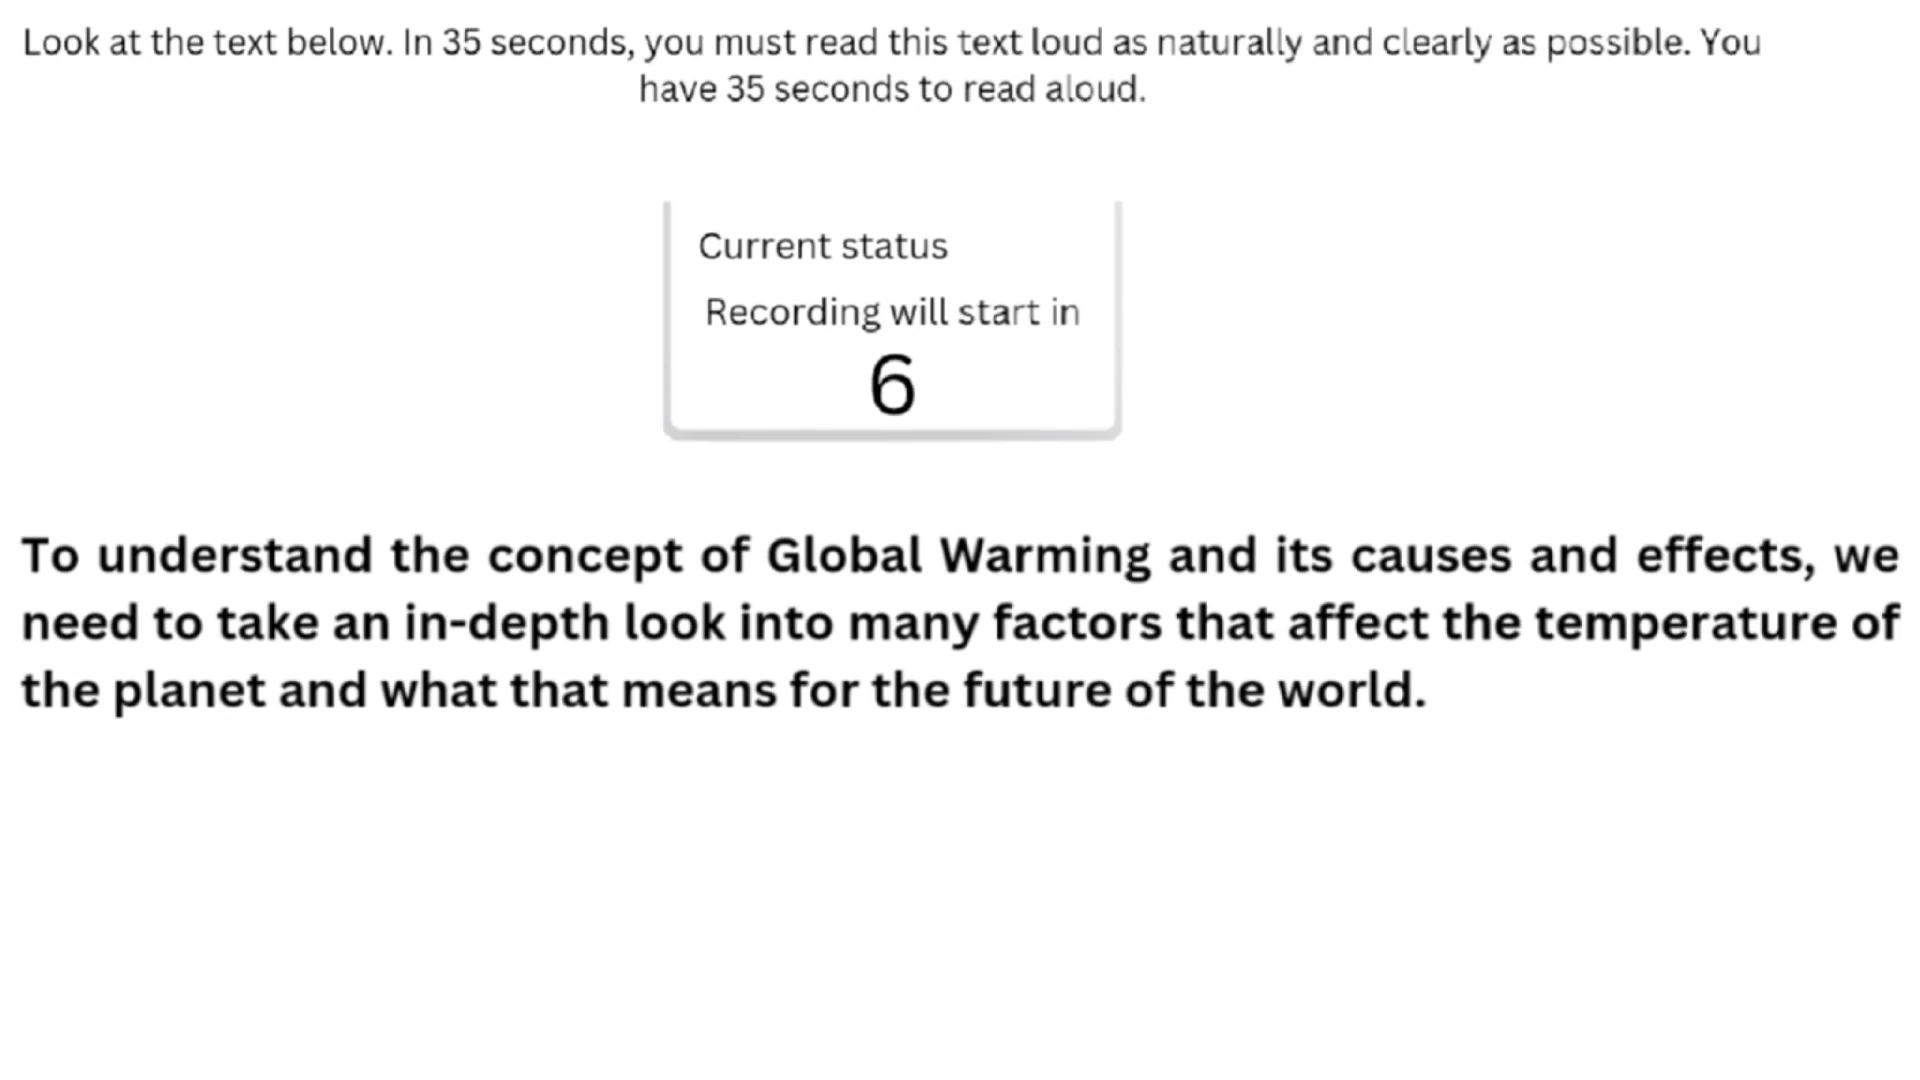 Look at the text below. In 35 seconds, you must read this text loud as naturally and clearly as possible. You
have 35 seconds to read aloud.
Current status
Recording will start in
6
To understand the concept of Global Warming and its causes and effects, we
need to take an in-depth look into many factors that affect the temperature of
the planet and what that means for the future of the world.